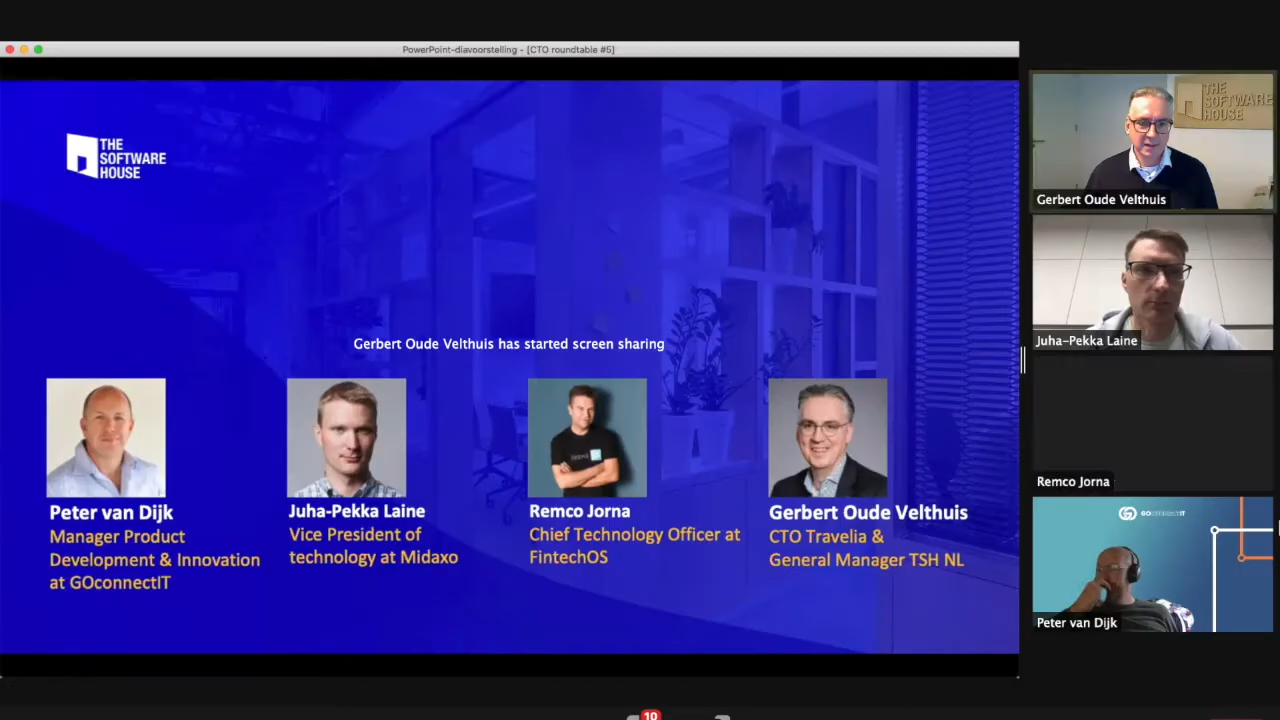 PowerPoint-diavoorstelling - [CTO roundtable #5]
THE
SOFTWARE
HOUSE
Gerbert Oude Velthuis has started screen sharing
Peter van Dijk
Manager Product
Development & Innovation
at GOconnectIT
Juha-Pekka Laine
Vice President of
technology at Midaxo
Remco Jorna
Chief Technology Officer at
FintechOS
Gerbert Oude Velthuis
CTO Travelia &
General Manager TSH NL
THE
SOFTWARE
HOUSE
Gerbert Oude Velthuis
Juha-Pekka Laine
Remco Jorna
GOCONNECTIT
Peter van Dijk
10